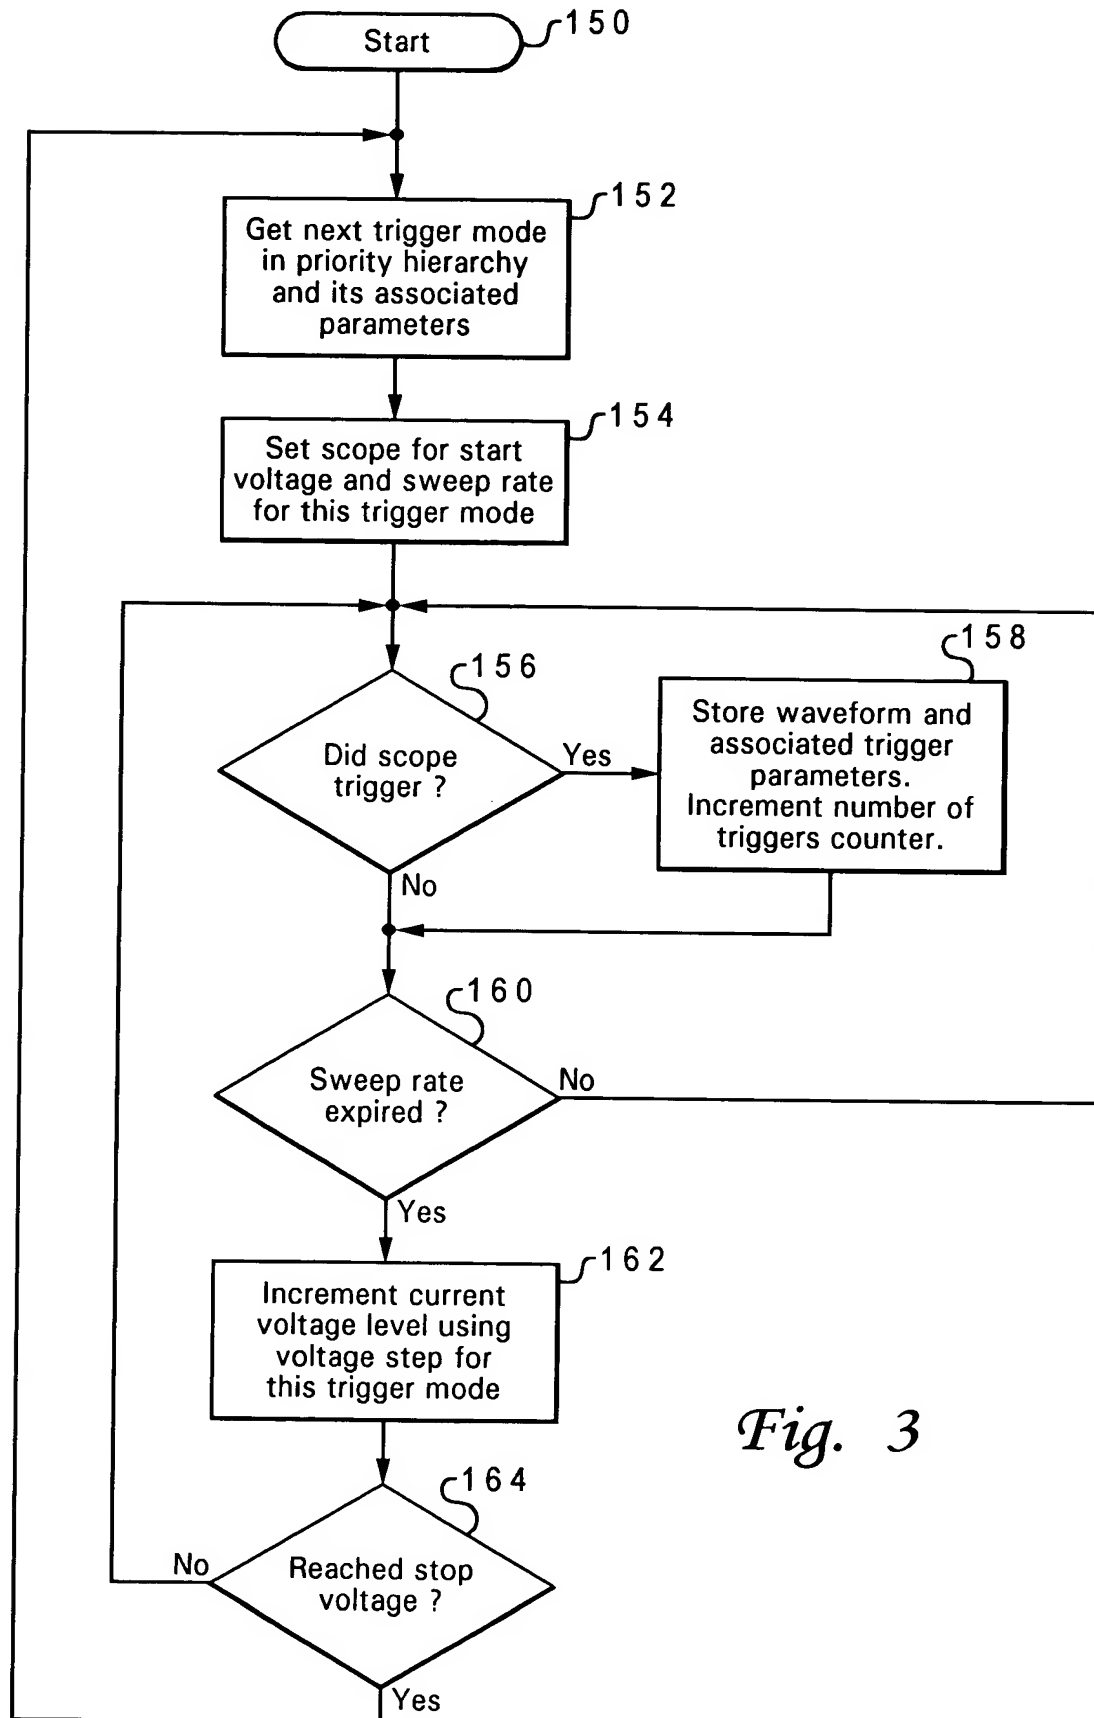 Start
150
152
Get next trigger mode
in priority hierarchy
and its associated
parameters
154
Set scope for start
voltage and sweep rate
for this trigger mode
156
Did scope
trigger ?
Yes
158
Store waveform and
associated trigger
parameters.
Increment number of
triggers counter.
No
160
Sweep rate
expired ?
No
Yes
162
Increment current
voltage level using
voltage step for
this trigger mode
Fig. 3
164
Reached stop
voltage ?
No
Yes